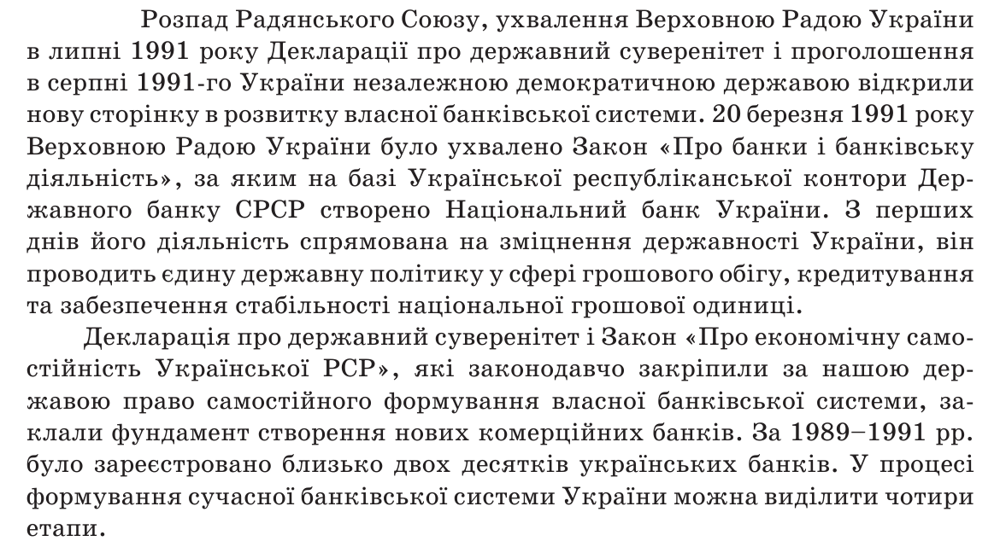 Розпад Радянського Союзу, ухвалення Верховною Радою України
в липні 1991 року Декларації про державний суверенітет і проголошення
в серпні 1991-го України незалежною демократичною державою відкрили
нову сторінку в розвитку власної банківської системи. 20 березня 1991 року
Верховною Радою України було ухвалено Закон «Про банки і банківську
діяльність», за яким на базі Української республіканської контори Дер-
жавного банку СРСР створено Національний банк України. З перших
днів його діяльність спрямована на зміцнення державності України, він
проводить єдину державну політику у сфері грошового обігу, кредитування
та забезпечення стабільності національної грошової одиниці.
Декларація про державний суверенітет і Закон «Про економічну само-
стійність Української РСР», які законодавчо закріпили за нашою дер-
жавою право самостійного формування власної банківської системи, за-
клали фундамент створення нових комерційних банків. За 1989–1991 рр.
було зареєстровано близько двох десятків українських банків. У процесі
формування сучасної банківської системи України можна виділити чотири
етапи.